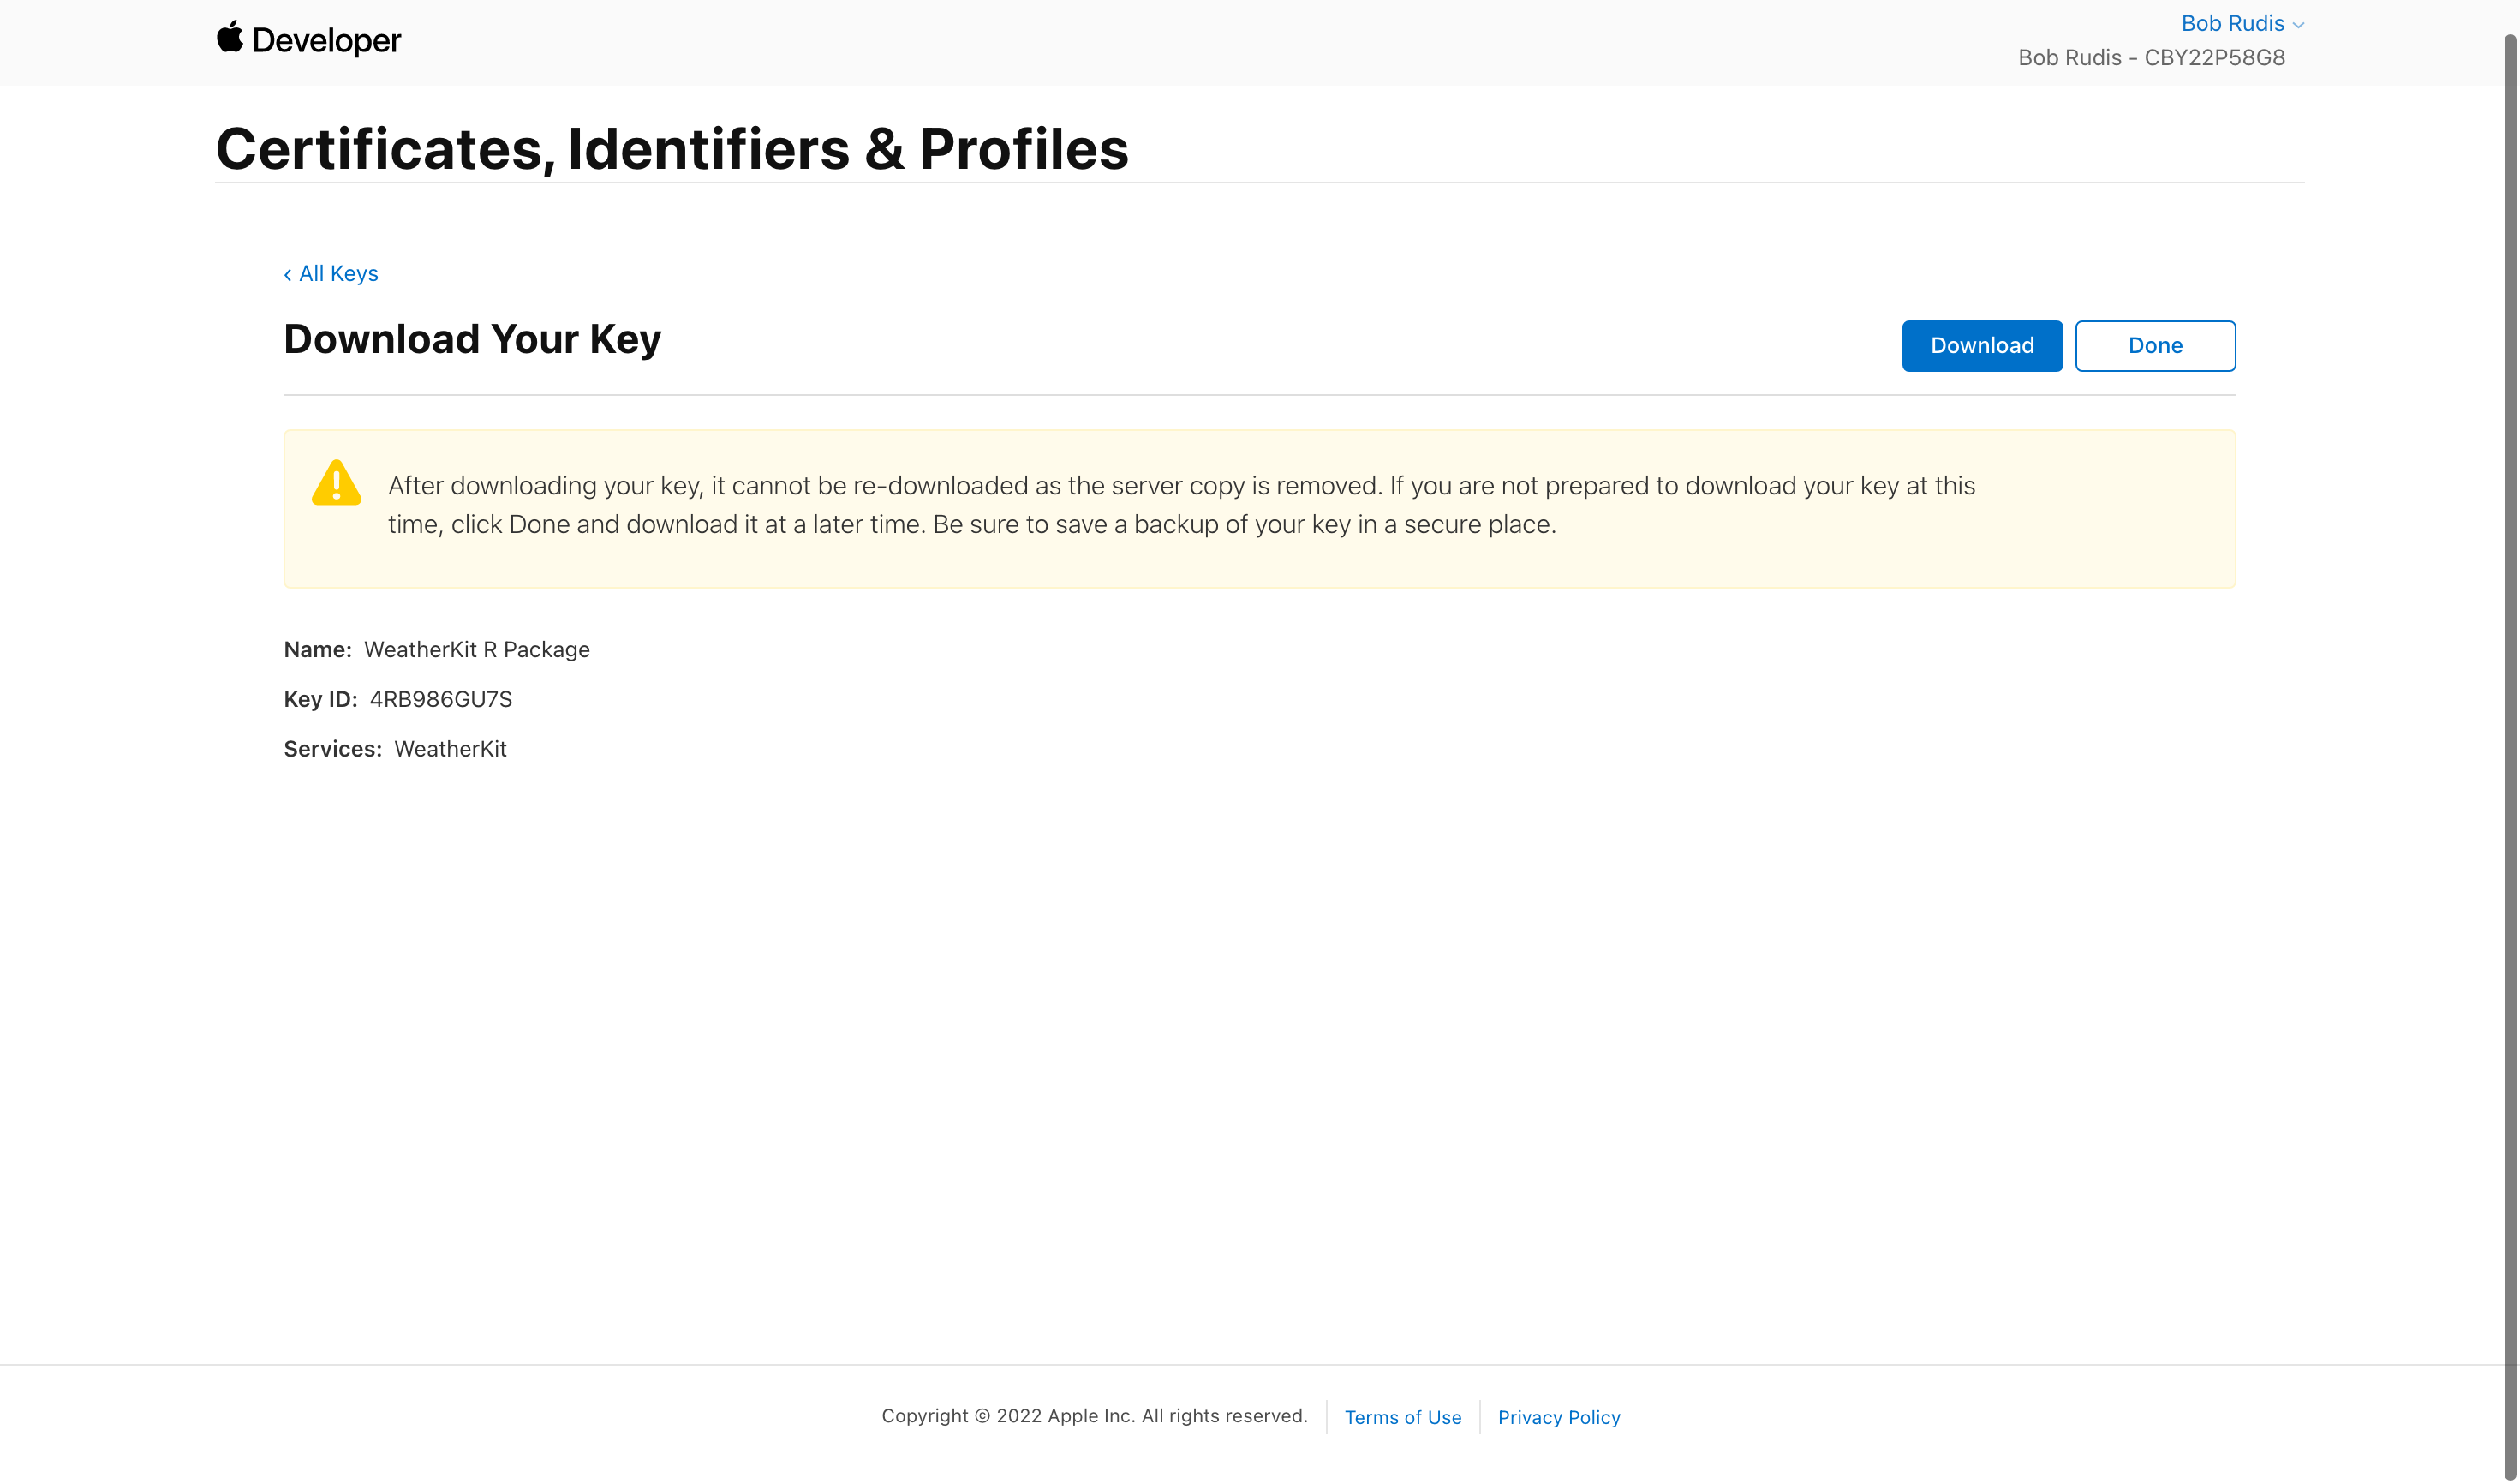 Developer
Bob Rudis
Bob Rudis - CBY22P58G8
Certificates, Identifiers & Profiles
‹ All Keys
Download Your Key
Download
Done
After downloading your key, it cannot be re-downloaded as the server copy is removed. If you are not prepared to download your key at this
time, click Done and download it at a later time. Be sure to save a backup of your key in a secure place.
Name: WeatherKit R Package
Key ID: 4RB986GU7S
Services: WeatherKit
Copyright © 2022 Apple Inc. All rights reserved.
Terms of Use
Privacy Policy